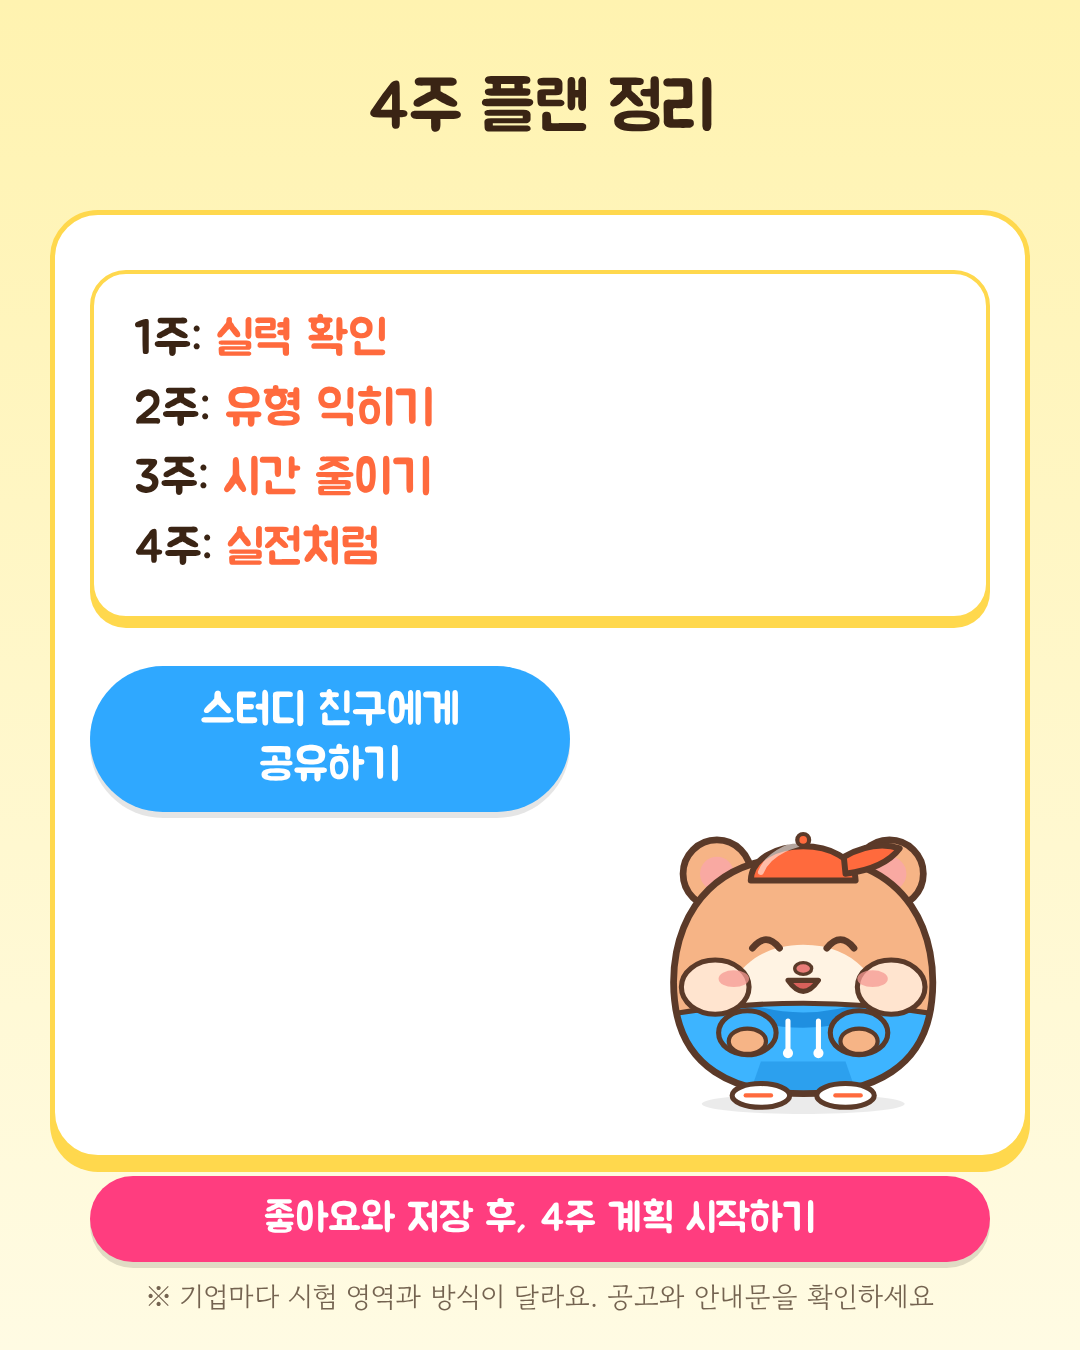 4주 플랜 정리
1주: 실력 확인
2주: 유형 익히기
3주: 시간 줄이기
4주: 실전처럼
스터디 친구에게
공유하기
좋아요와 저장 후, 4주 계획 시작하기
※ 기업마다 시험 영역과 방식이 달라요. 공고와 안내문을 확인하세요